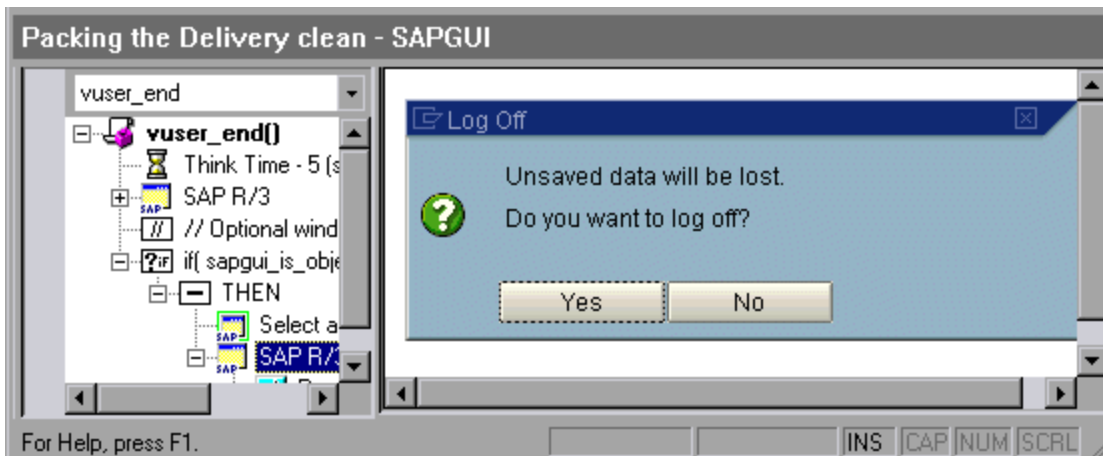 Packing the Delivery clean - SAPGUI
vuser_end
vuser_end()
Think Time - 5 (s
SAP R/3
// // Optional wind
?IF if( sapgui_is_obje
THEN
Select a
SAP R/3
Log Off
Unsaved data will be lost.
Do you want to log off?
Yes No
For Help, press F1.
INS CAP NUM SCRL